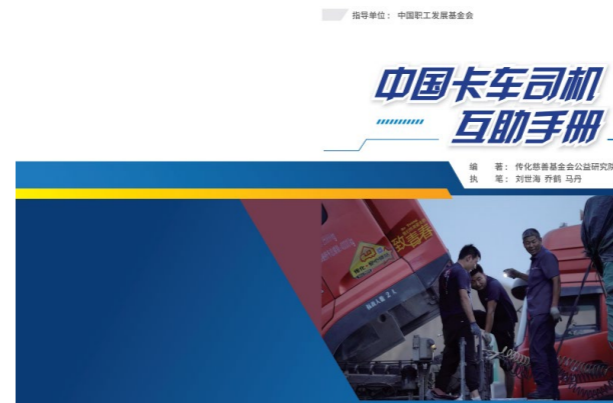 指导单位： 中国职工发展基金会
中国卡车司机
互助手册
编 著： 传化慈善基金会公益研究院
执 笔： 刘世海 乔鹤 马丹